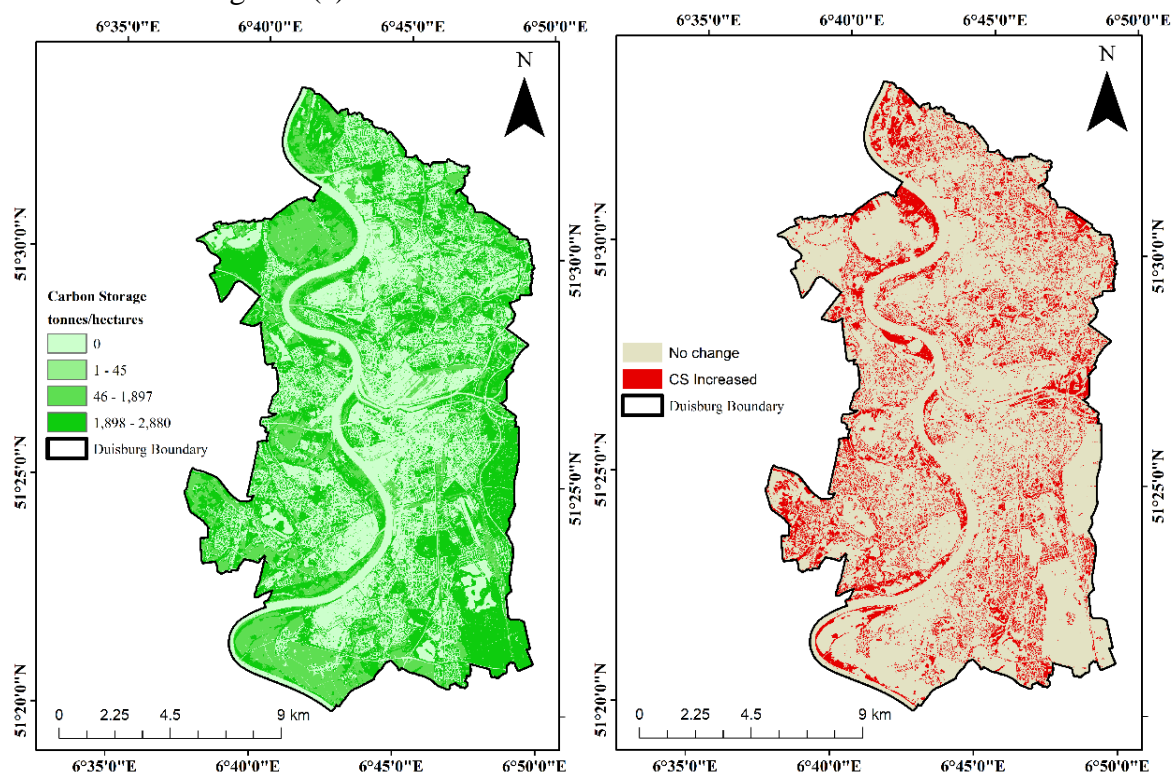 6°35'0"E 6°40'0"E 6°45'0"E 6°50'0"E
N
51°30'0"N
51°25'0"N
51°20'0"N
Carbon Storage
tonnes/hectares
0
1 - 45
46 - 1,897
1,898 - 2,880
Duisburg Boundary
0 2.25 4.5 9 km
51°30'0"N
51°25'0"N
51°20'0"N
6°35'0"E 6°40'0"E 6°45'0"E 6°50'0"E
6°35'0"E 6°40'0"E 6°45'0"E 6°50'0"E
N
51°30'0"N
51°25'0"N
51°20'0"N
No change
CS Increased
Duisburg Boundary
0 2.25 4.5 9 km
51°30'0"N
51°25'0"N
51°20'0"N
6°35'0"E 6°40'0"E 6°45'0"E 6°50'0"E